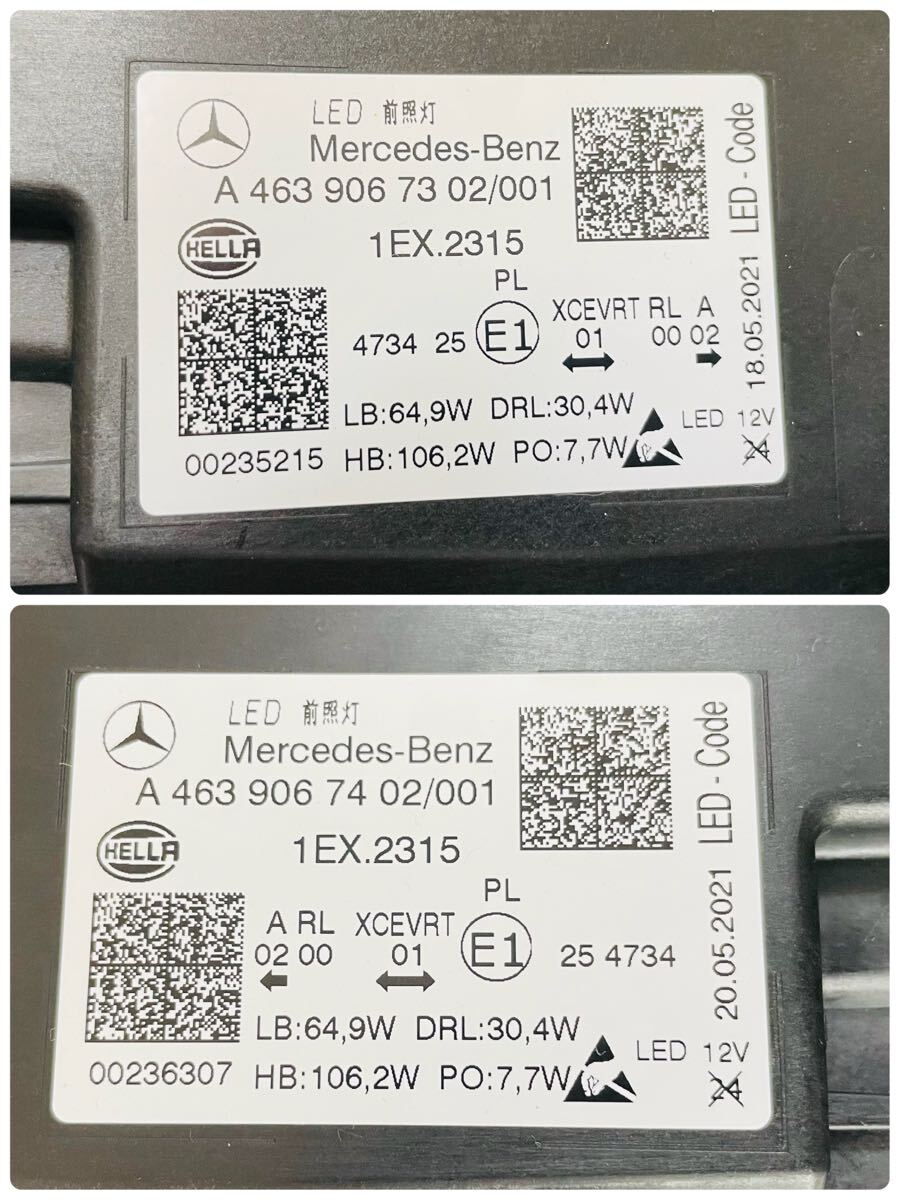 LED 前照灯
Mercedes-Benz
A 463 906 73 02/001
HELLA
1EX.2315
PL
XCEVRT RL A
4734 25 E1 01 00 02
LB:64,9W DRL:30,4W
LED 12V
00235215 HB:106,2W PO:7,7W
24
18.05.2021 LED - Code
LED 前照灯
Mercedes-Benz
A 463 906 74 02/001
HELLA
1EX.2315
PL
A RL XCEVRT
02 00 01 E1 25 4734
LB:64,9W DRL:30,4W
LED 12V
00236307 HB:106,2W PO:7,7W
24
20.05.2021 LED - Code